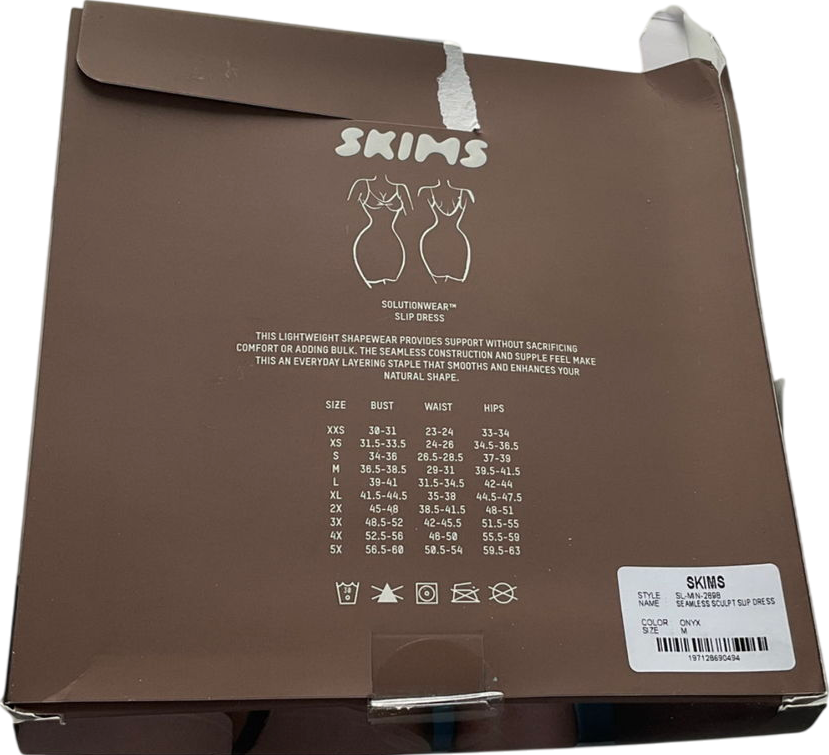 SKIMS
SOLUTIONWEAR™
SLIP DRESS
THIS LIGHTWEIGHT SHAPEWEAR PROVIDES SUPPORT WITHOUT SACRIFICING
COMFORT OR ADDING BULK. THE SEAMLESS CONSTRUCTION AND SUPPLE FEEL MAKE
THIS AN EVERYDAY LAYERING STAPLE THAT SMOOTHS AND ENHANCES YOUR
NATURAL SHAPE.
SIZE BUST WAIST HIPS
XXS 30-31 23-24 33-34
XS 31.5-33.5 24-26 34.5-36.5
S 34-36 26.5-28.5 37-39
M 36.5-38.5 29-31 39.5-41.5
L 39-41 31.5-34.5 42-44
XL 41.5-44.5 35-38 44.5-47.5
2X 45-48 38.5-41.5 48-51
3X 48.5-52 42-45.5 51.5-55
4X 52.5-56 46-50 55.5-59
5X 56.5-60 50.5-54 59.5-63
30
SKIMS
STYLE SL-MIN-2898
NAME SEAMLESS SCULPT SLIP DRESS
COLOR ONYX
SIZE M
197128690494